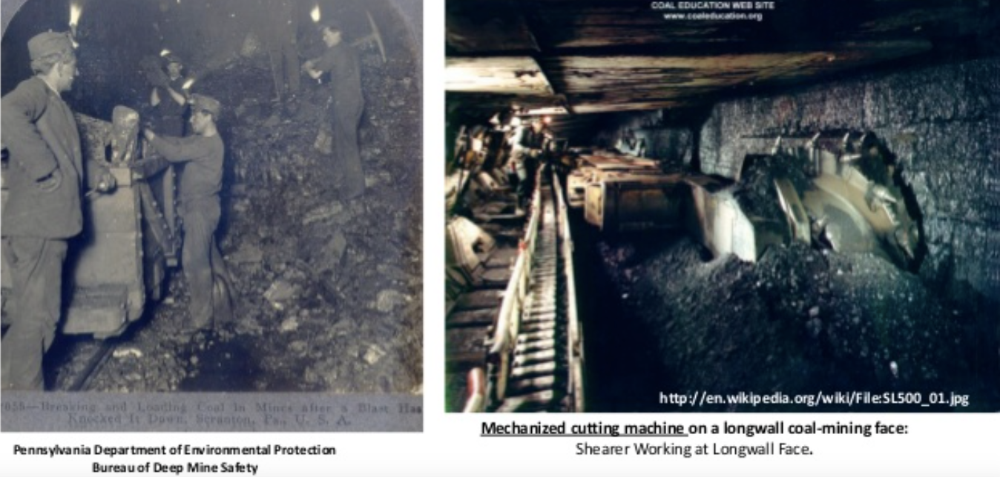 055—Breaking and Loading Coal in Mines after a Blast Has
Knocked It Down, Scranton, Pa., U. S. A.
Pennsylvania Department of Environmental Protection
Bureau of Deep Mine Safety
COAL EDUCATION WEB SITE
www.coaleducation.org
http://en.wikipedia.org/wiki/File:SL500_01.jpg
Mechanized cutting machine on a longwall coal-mining face:
Shearer Working at Longwall Face.